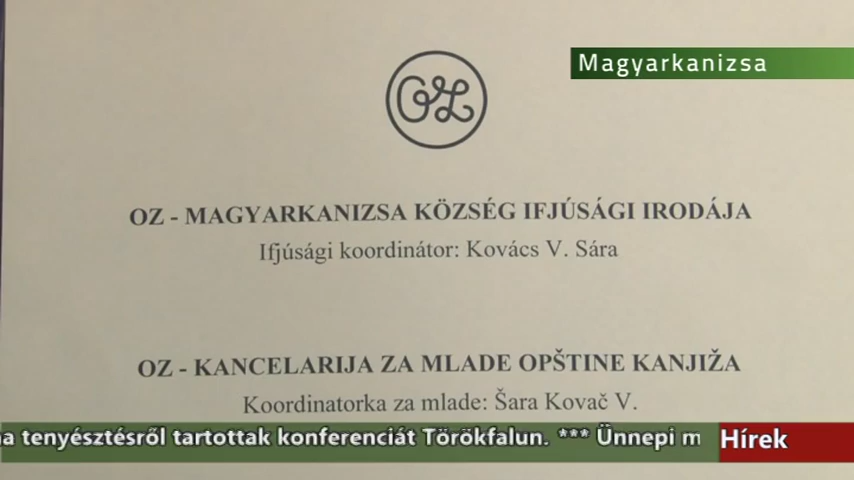 OZ
Magyarkanizsa
OZ - MAGYARKANIZSA KÖZSÉG IFJÚSÁGI IRODÁJA
Ifjúsági koordinátor: Kovács V. Sára
OZ - KANCELARIJA ZA MLADE OPŠTINE KANJIŽA
Koordinatorka za mlade: Šara Kovač V.
tenyésztésről tartottak konferenciát Törökfalun. *** Ünnepi
Hírek